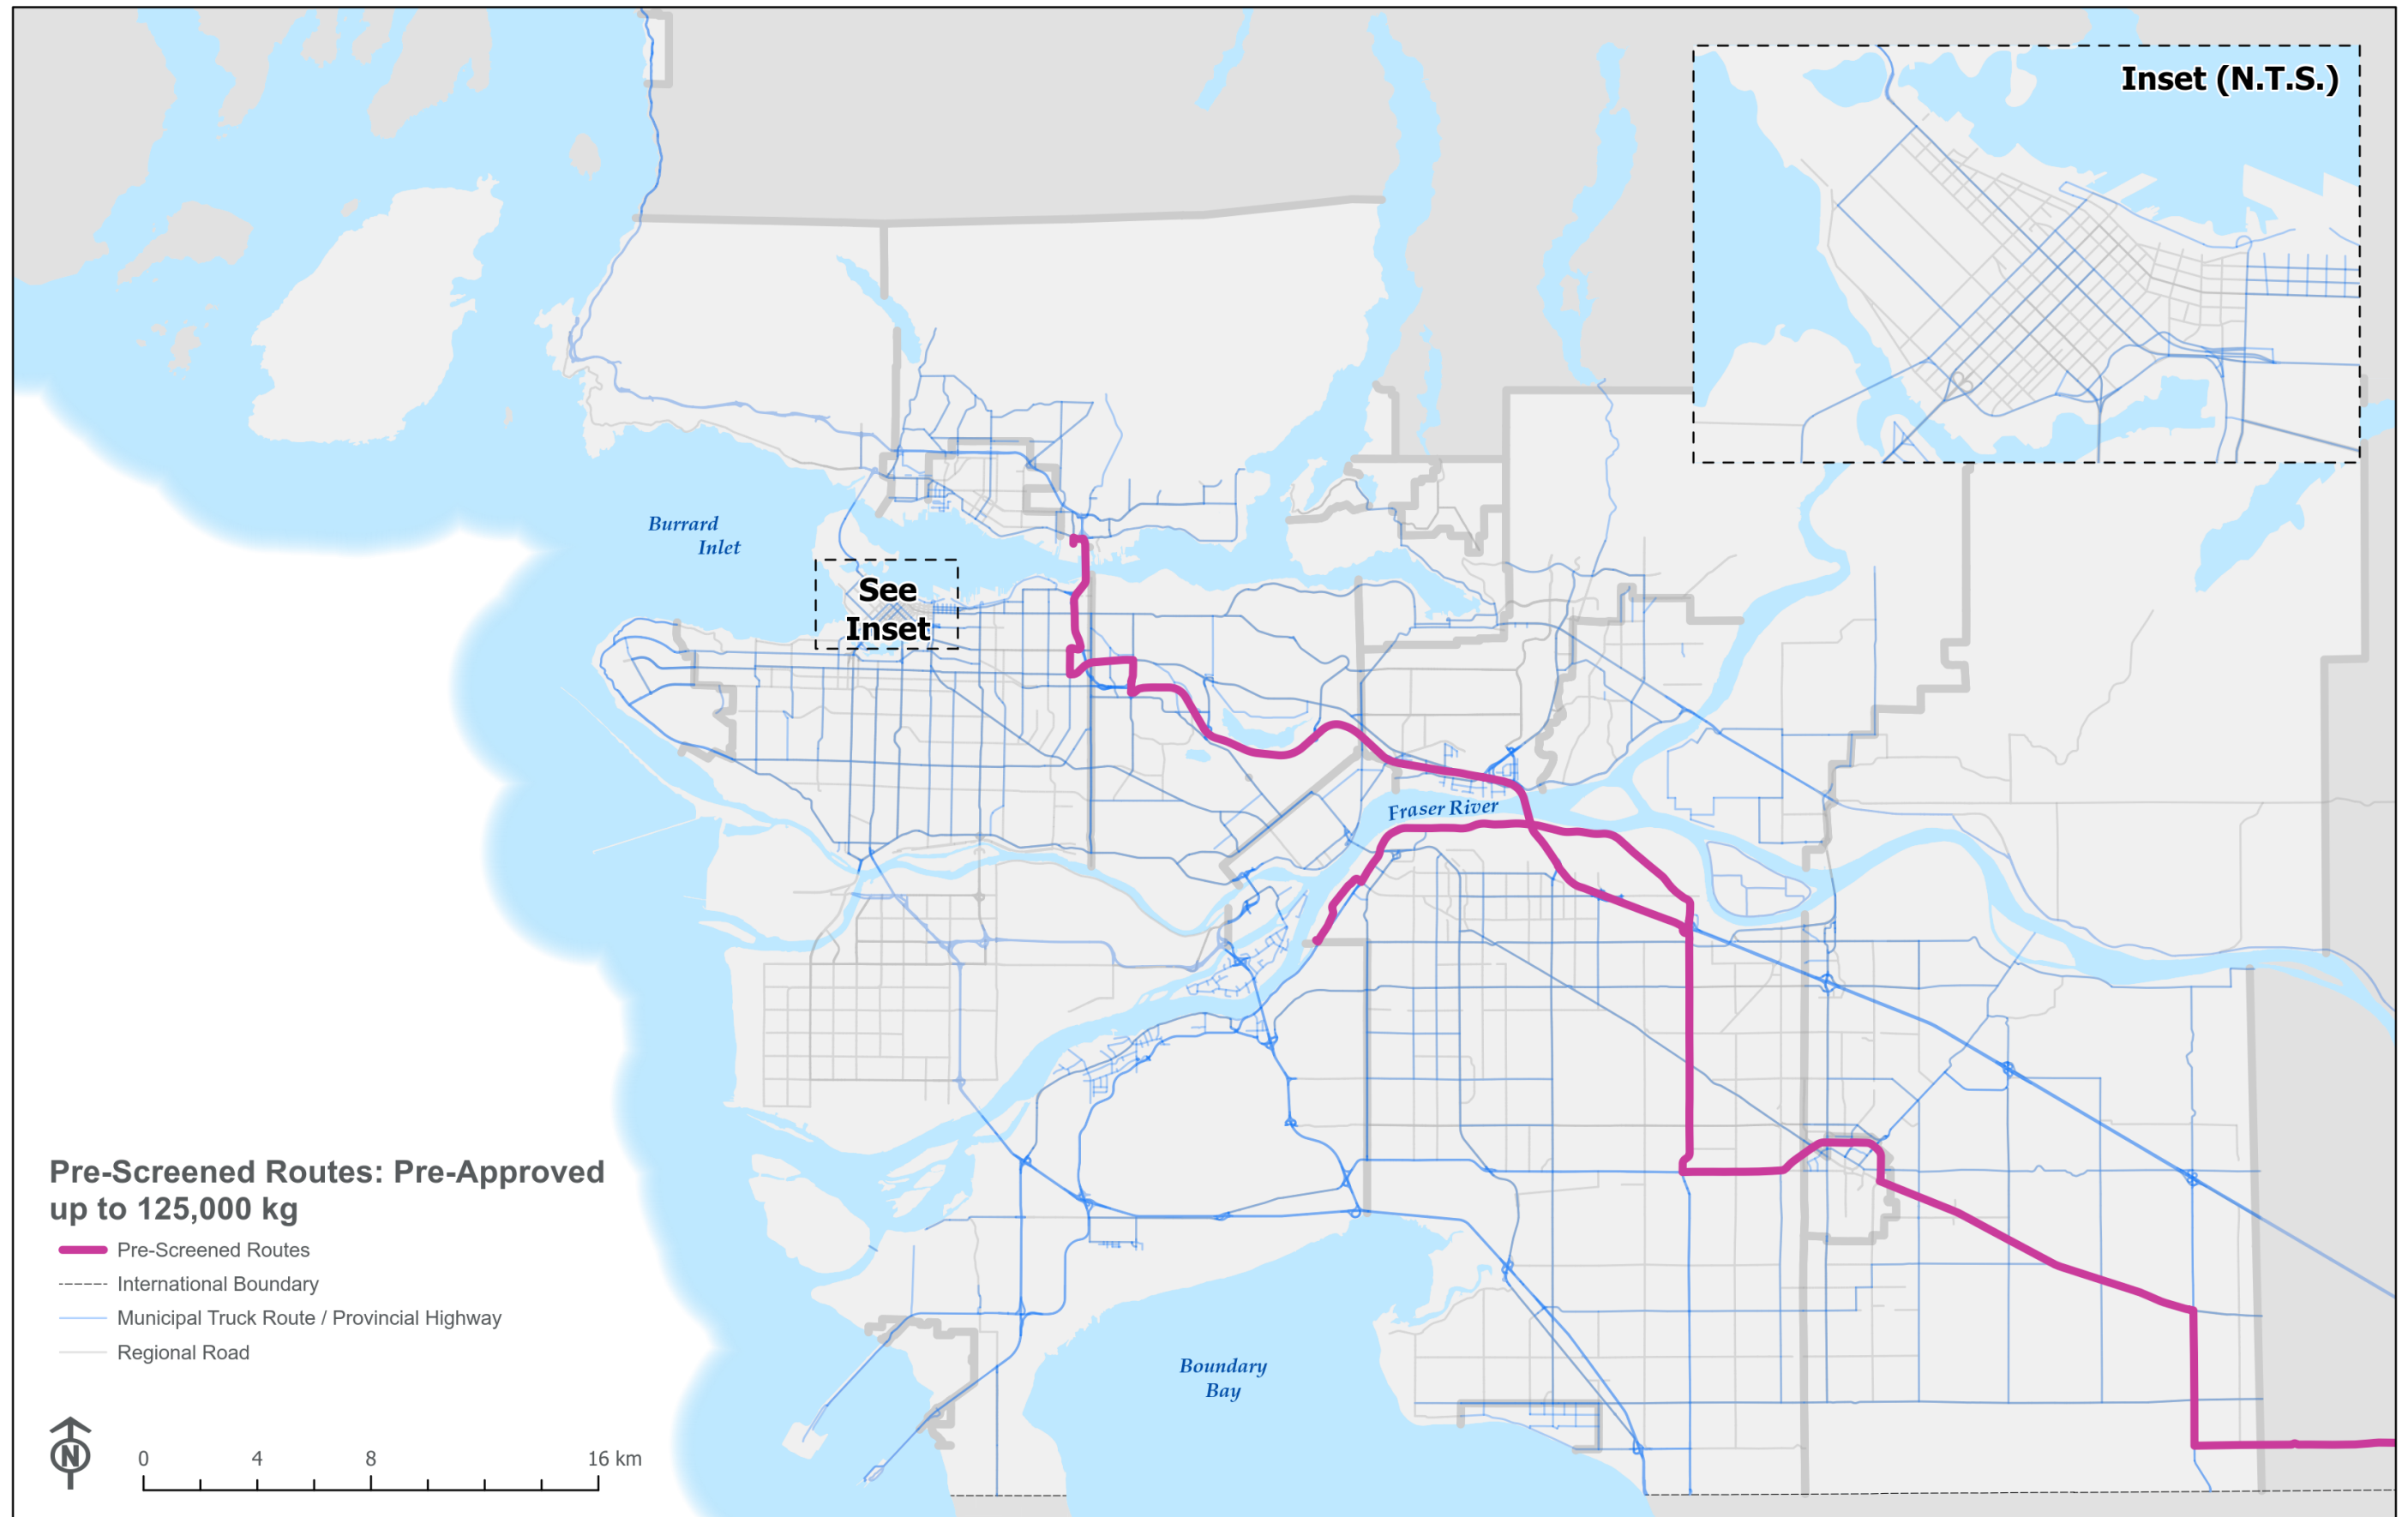 Inset (N.T.S.)
Burrard
Inlet
See
Inset
Fraser River
Pre-Screened Routes: Pre-Approved
up to 125,000 kg
Pre-Screened Routes
International Boundary
Municipal Truck Route / Provincial Highway
Regional Road
Boundary
Bay
N
0 4 8 16 km